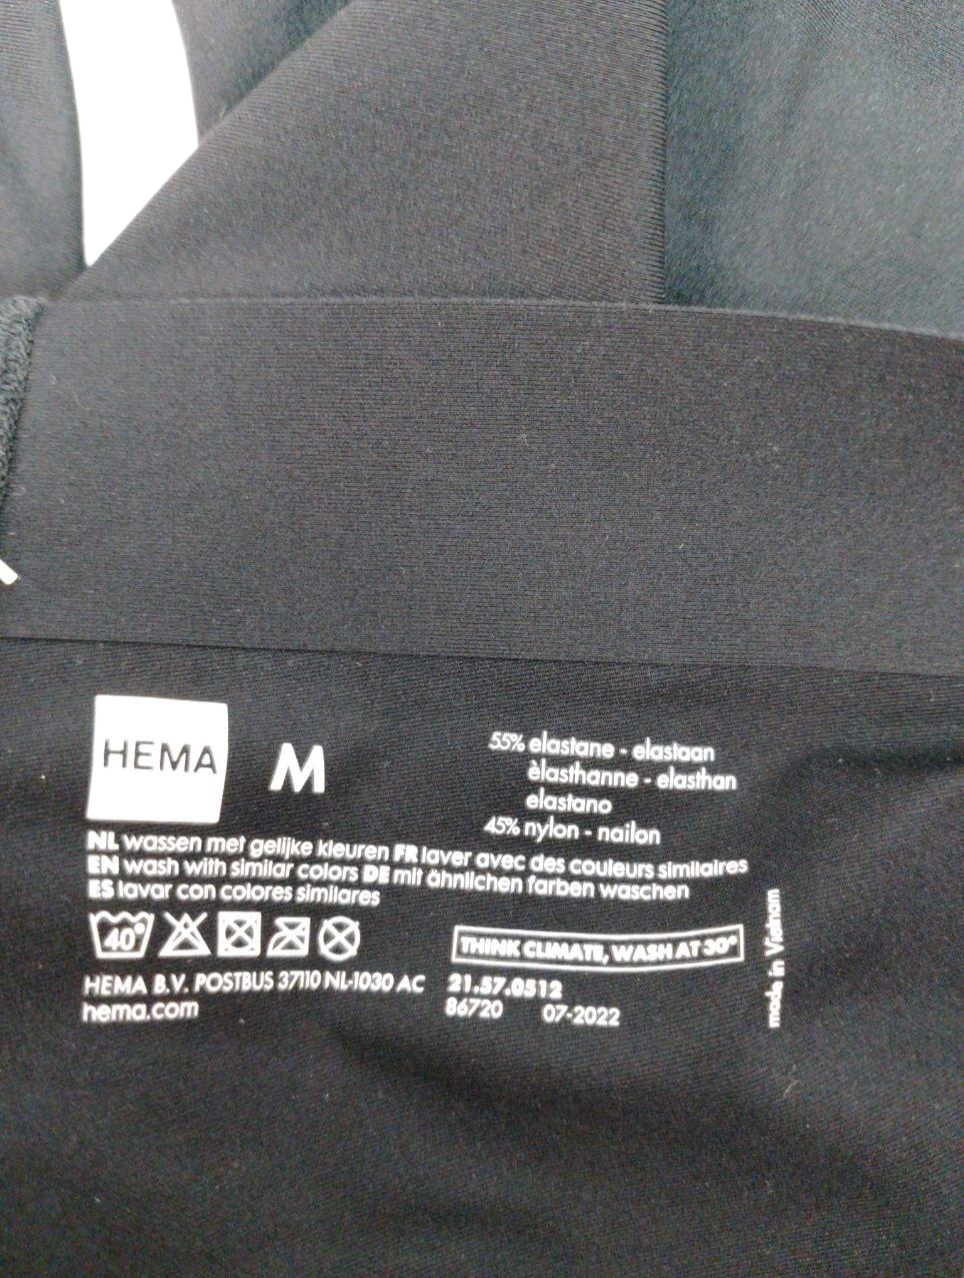 HEMA M
55% elastane - elastaan
èlasthanne - elasthan
elastano
45% nylon - nailon
NL wassen met gelijke kleuren FR laver avec des couleurs similaires
EN wash with similar colors DE mit ähnlichen farben waschen
ES lavar con colores similares
40°
THINK CLIMATE, WASH AT 30°
HEMA B.V. POSTBUS 37110 NL-1030 AC
hema.com
21.57.0512
86720 07-2022
made in Vietnam